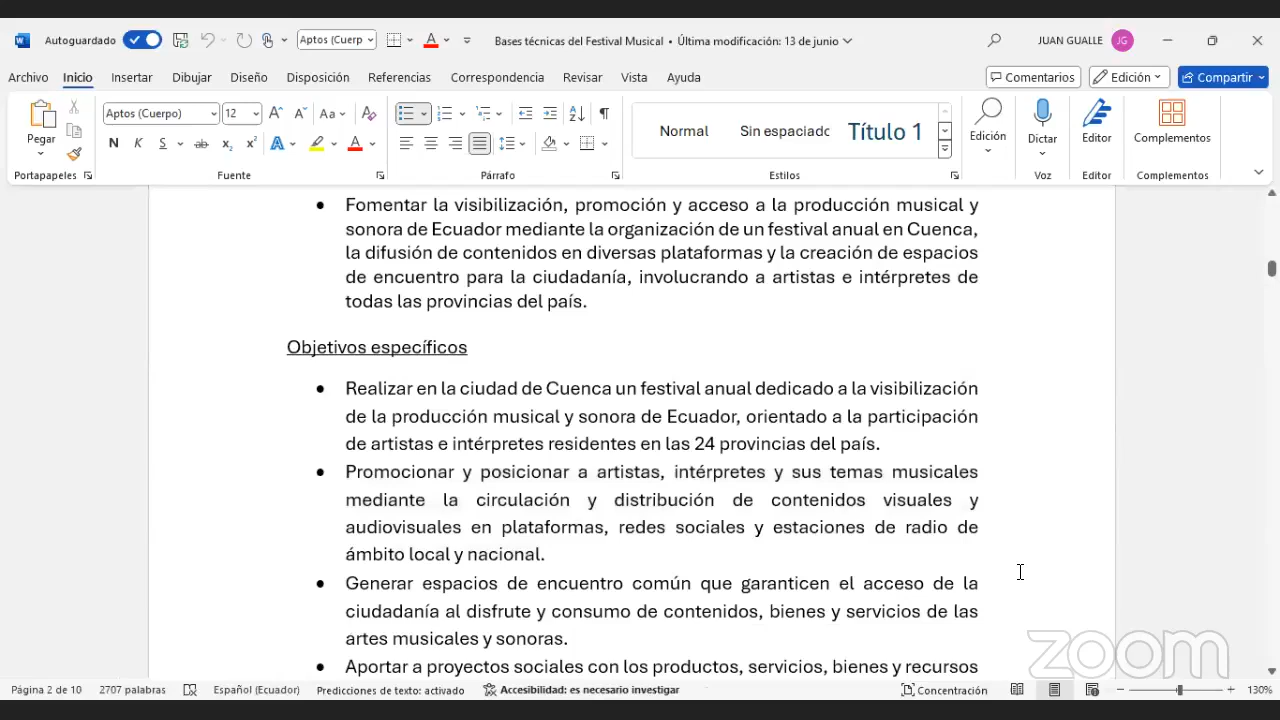 Autoguardado
Aptos (Cuerp
Bases técnicas del Festival Musical • Última modificación: 13 de junio
JUAN GUALLE
JG
Archivo Inicio Insertar Dibujar Diseño Disposición Referencias Correspondencia Revisar Vista Ayuda
Comentarios Edición Compartir
Pegar
Portapapeles
Aptos (Cuerpo) 12
Aa
N K S ab x₂ x² A A
Fuente
Párrafo
Normal Sin espaciado Título 1
Estilos
Edición
Dictar
Voz
Editor
Editor
Complementos
Complementos
• Fomentar la visibilización, promoción y acceso a la producción musical y
sonora de Ecuador mediante la organización de un festival anual en Cuenca,
la difusión de contenidos en diversas plataformas y la creación de espacios
de encuentro para la ciudadanía, involucrando a artistas e intérpretes de
todas las provincias del país.
Objetivos específicos
• Realizar en la ciudad de Cuenca un festival anual dedicado a la visibilización
de la producción musical y sonora de Ecuador, orientado a la participación
de artistas e intérpretes residentes en las 24 provincias del país.
• Promocionar y posicionar a artistas, intérpretes y sus temas musicales
mediante la circulación y distribución de contenidos visuales y
audiovisuales en plataformas, redes sociales y estaciones de radio de
ámbito local y nacional.
• Generar espacios de encuentro común que garanticen el acceso de la
ciudadanía al disfrute y consumo de contenidos, bienes y servicios de las
artes musicales y sonoras.
• Aportar a proyectos sociales con los productos, servicios, bienes y recursos
zoom
Página 2 de 10 2707 palabras Español (Ecuador) Predicciones de texto: activado Accesibilidad: es necesario investigar Concentración 130%